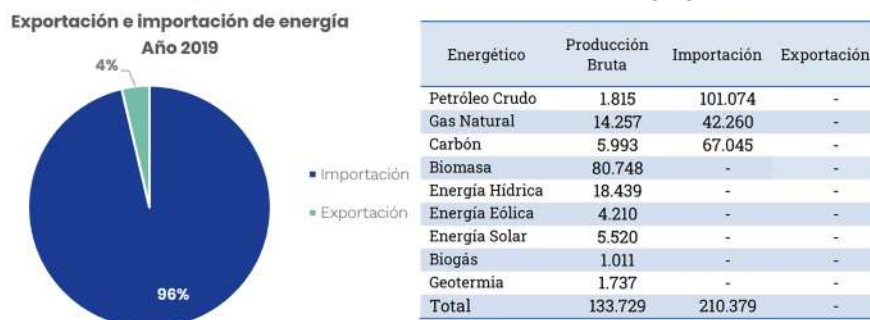 Exportación e importación de energía
Año 2019
4%
96%
Importación
Exportación
Energético Producción Bruta Importación Exportación
Petróleo Crudo 1.815 101.074 -
Gas Natural 14.257 42.260 -
Carbón 5.993 67.045 -
Biomasa 80.748 - -
Energía Hídrica 18.439 - -
Energía Eólica 4.210 - -
Energía Solar 5.520 - -
Biogás 1.011 - -
Geotermia 1.737 - -
Total 133.729 210.379 -